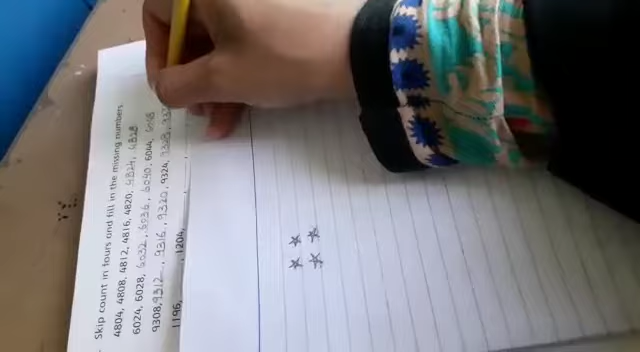 Skip count in fours and fill in the missing numbers
4804, 4808, 4812, 4816, 4820, 4824, 4828
6024, 6028, 6032, 6036, 6040, 6044, 6048
9308, 9312, 9316, 9320, 9324, 9328,
1196, 1204,